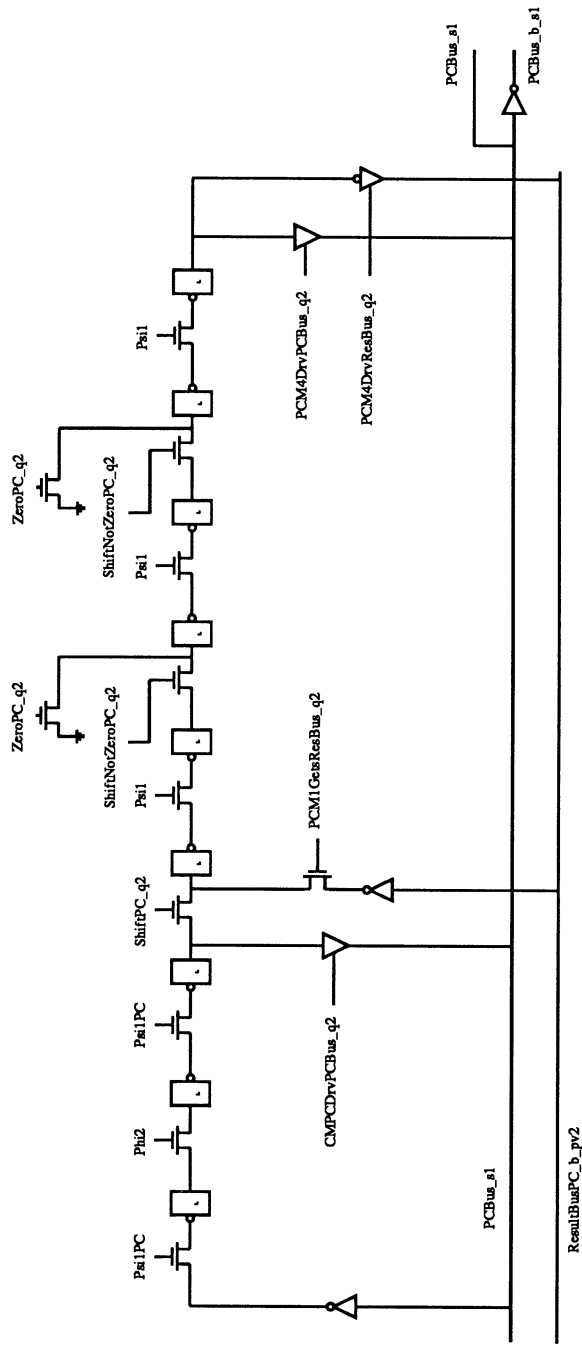 PCBus_s1
PCBus_b_s1
Psi1
ZeroPC_q2
ShiftNotZeroPC_q2
Psi1
ZeroPC_q2
ShiftNotZeroPC_q2
Psi1
ShiftPC_q2
Psi1PC
Phi2
Psi1PC
PCM4DrvPCBus_q2
PCM4DrvResBus_q2
PCM1GetsResBus_q2
CMPCDrvPCBus_q2
PCBus_s1
ResultBusPC_b_pv2